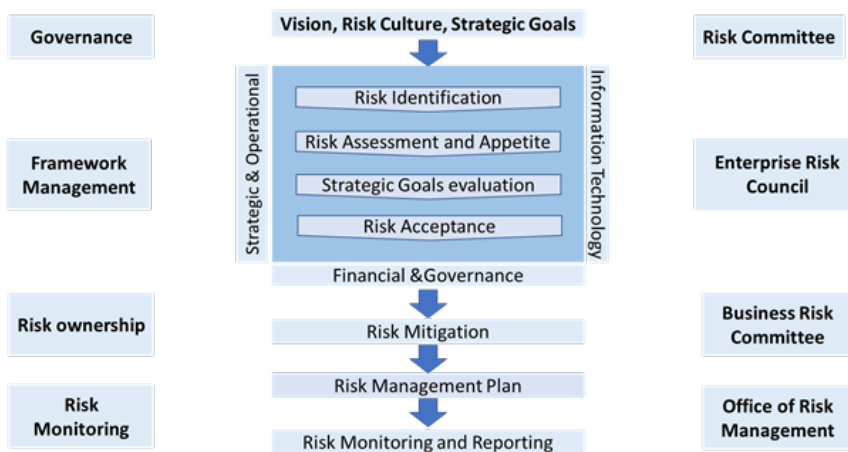 Governance
Vision, Risk Culture, Strategic Goals
Risk Committee
Strategic & Operational
Risk Identification
Risk Assessment and Appetite
Strategic Goals evaluation
Risk Acceptance
Information Technology
Framework
Management
Enterprise Risk
Council
Financial &Governance
Risk ownership
Risk Mitigation
Business Risk
Committee
Risk Management Plan
Risk
Monitoring
Office of Risk
Management
Risk Monitoring and Reporting